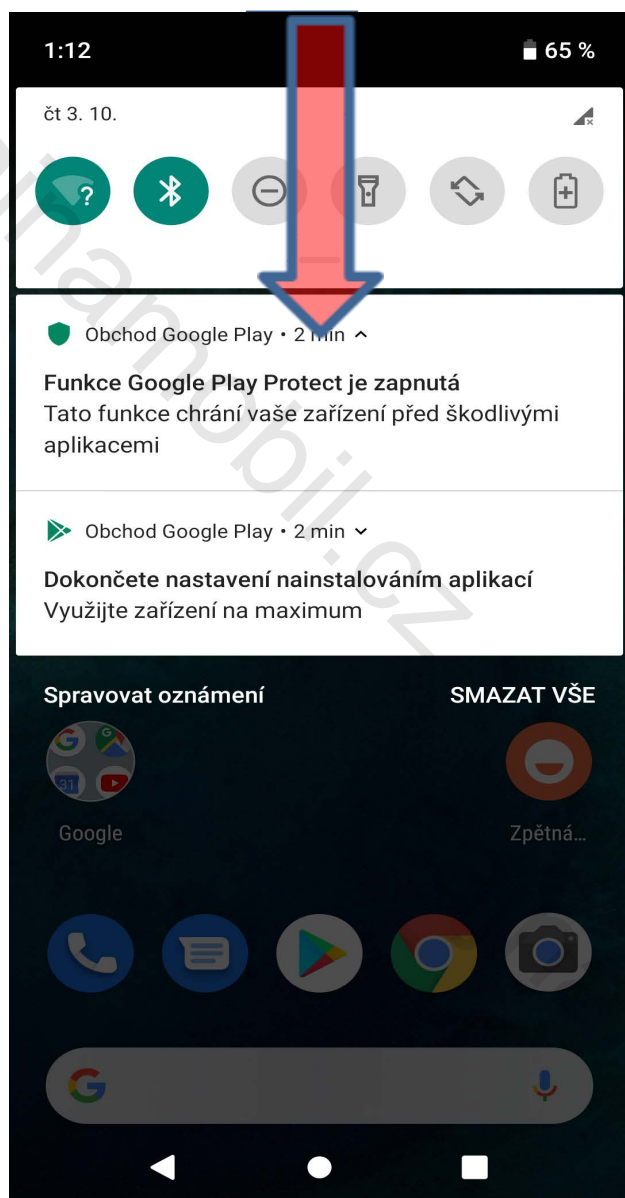 1:12
65 %
čt 3. 10.
Obchod Google Play • 2 min
Funkce Google Play Protect je zapnutá
Tato funkce chrání vaše zařízení před škodlivými
aplikacemi
Obchod Google Play • 2 min
Dokončete nastavení nainstalováním aplikací
Využijte zařízení na maximum
Spravovat oznámení
SMAZAT VŠE
31
Google
Zpětná…